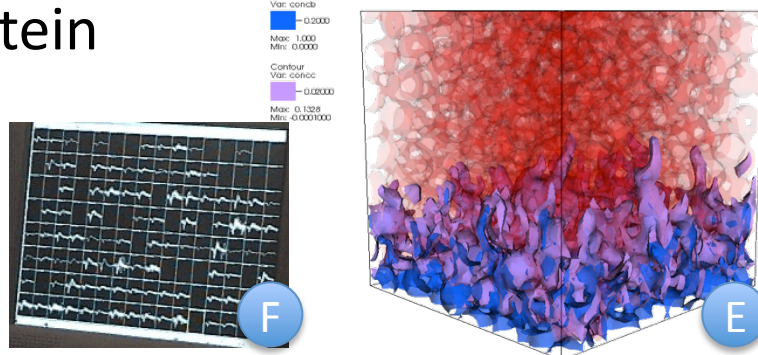 tein
Var: concb
0.2000
Max: 1.000
Min: 0.0000
Contour
Var: concc
0.02000
Max: 0.1328
Min: -0.0001000
F
E